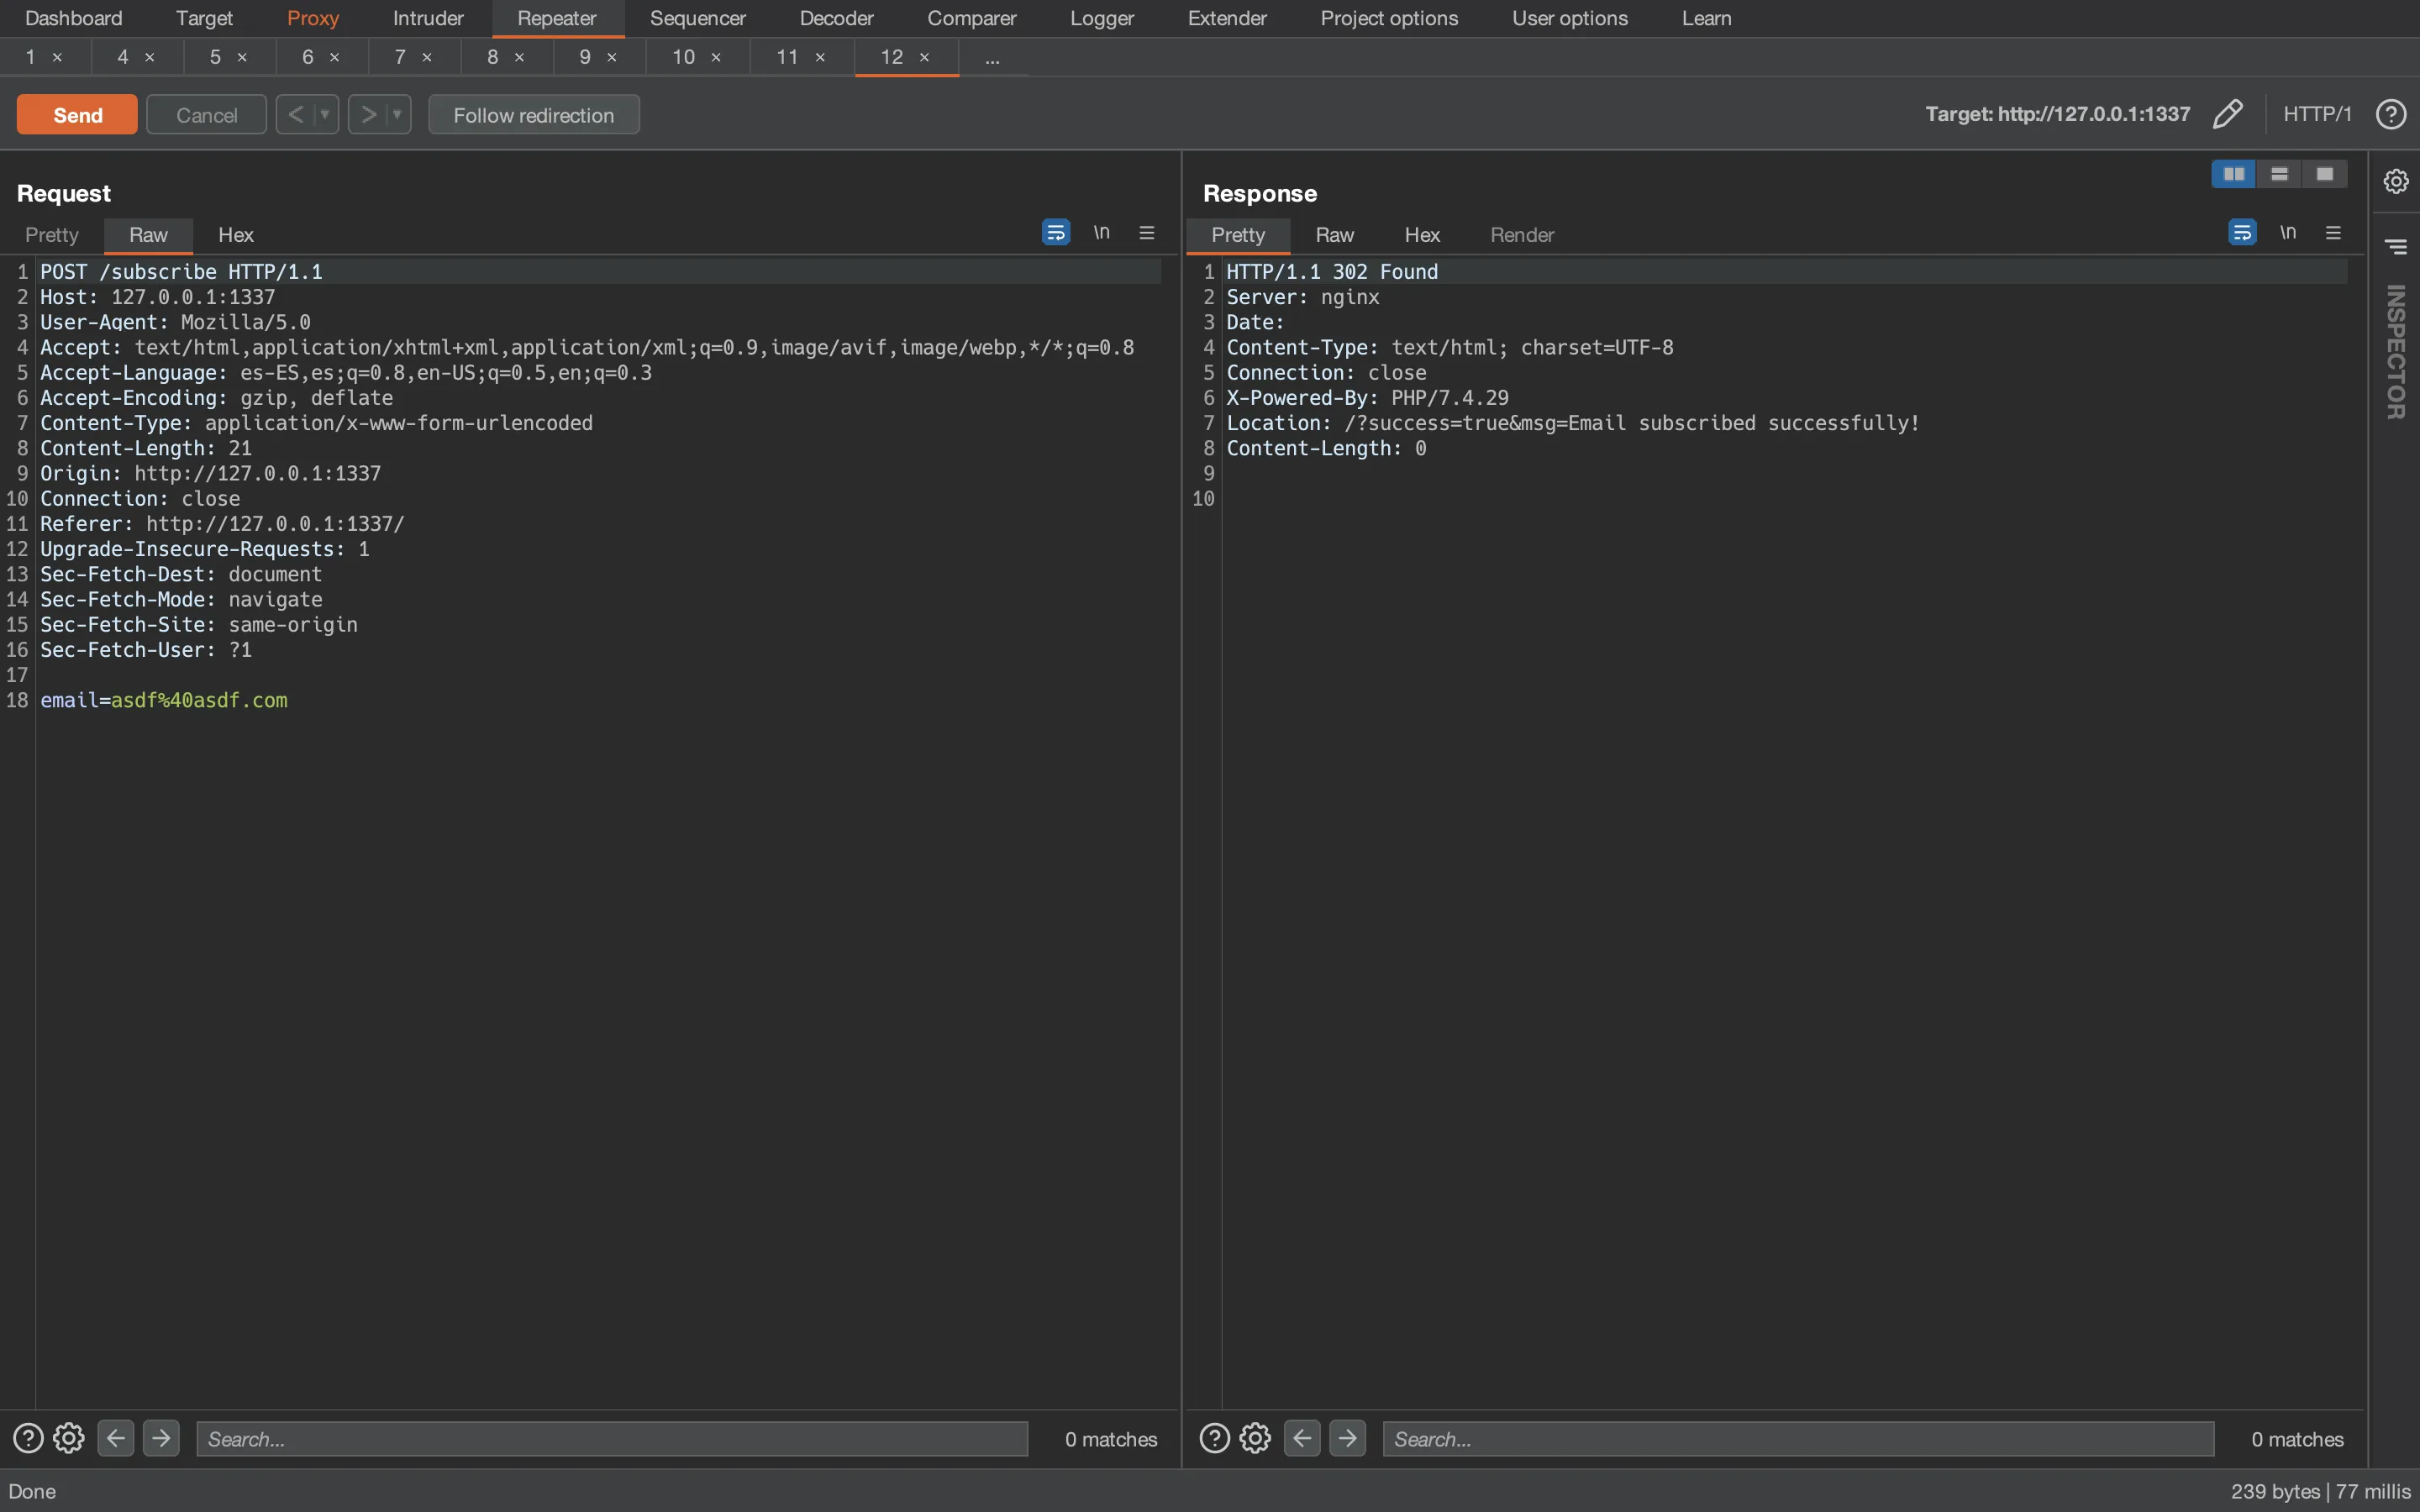 Dashboard Target Proxy Intruder Repeater Sequencer Decoder Comparer Logger Extender Project options User options Learn
1 × 4 × 5 × 6 × 7 × 8 × 9 × 10 × 11 × 12 × ...
Send Cancel < > Follow redirection Target: http://127.0.0.1:1337 HTTP/1 ?
Request
Pretty Raw Hex \n
1 POST /subscribe HTTP/1.1
2 Host: 127.0.0.1:1337
3 User-Agent: Mozilla/5.0
4 Accept: text/html,application/xhtml+xml,application/xml;q=0.9,image/avif,image/webp,*/*;q=0.8
5 Accept-Language: es-ES,es;q=0.8,en-US;q=0.5,en;q=0.3
6 Accept-Encoding: gzip, deflate
7 Content-Type: application/x-www-form-urlencoded
8 Content-Length: 21
9 Origin: http://127.0.0.1:1337
10 Connection: close
11 Referer: http://127.0.0.1:1337/
12 Upgrade-Insecure-Requests: 1
13 Sec-Fetch-Dest: document
14 Sec-Fetch-Mode: navigate
15 Sec-Fetch-Site: same-origin
16 Sec-Fetch-User: ?1
17
18 email=asdf%40asdf.com
? Search... 0 matches
Response
Pretty Raw Hex Render \n
1 HTTP/1.1 302 Found
2 Server: nginx
3 Date:
4 Content-Type: text/html; charset=UTF-8
5 Connection: close
6 X-Powered-By: PHP/7.4.29
7 Location: /?success=true&msg=Email subscribed successfully!
8 Content-Length: 0
9
10
? Search... 0 matches
INSPECTOR
Done 239 bytes | 77 millis